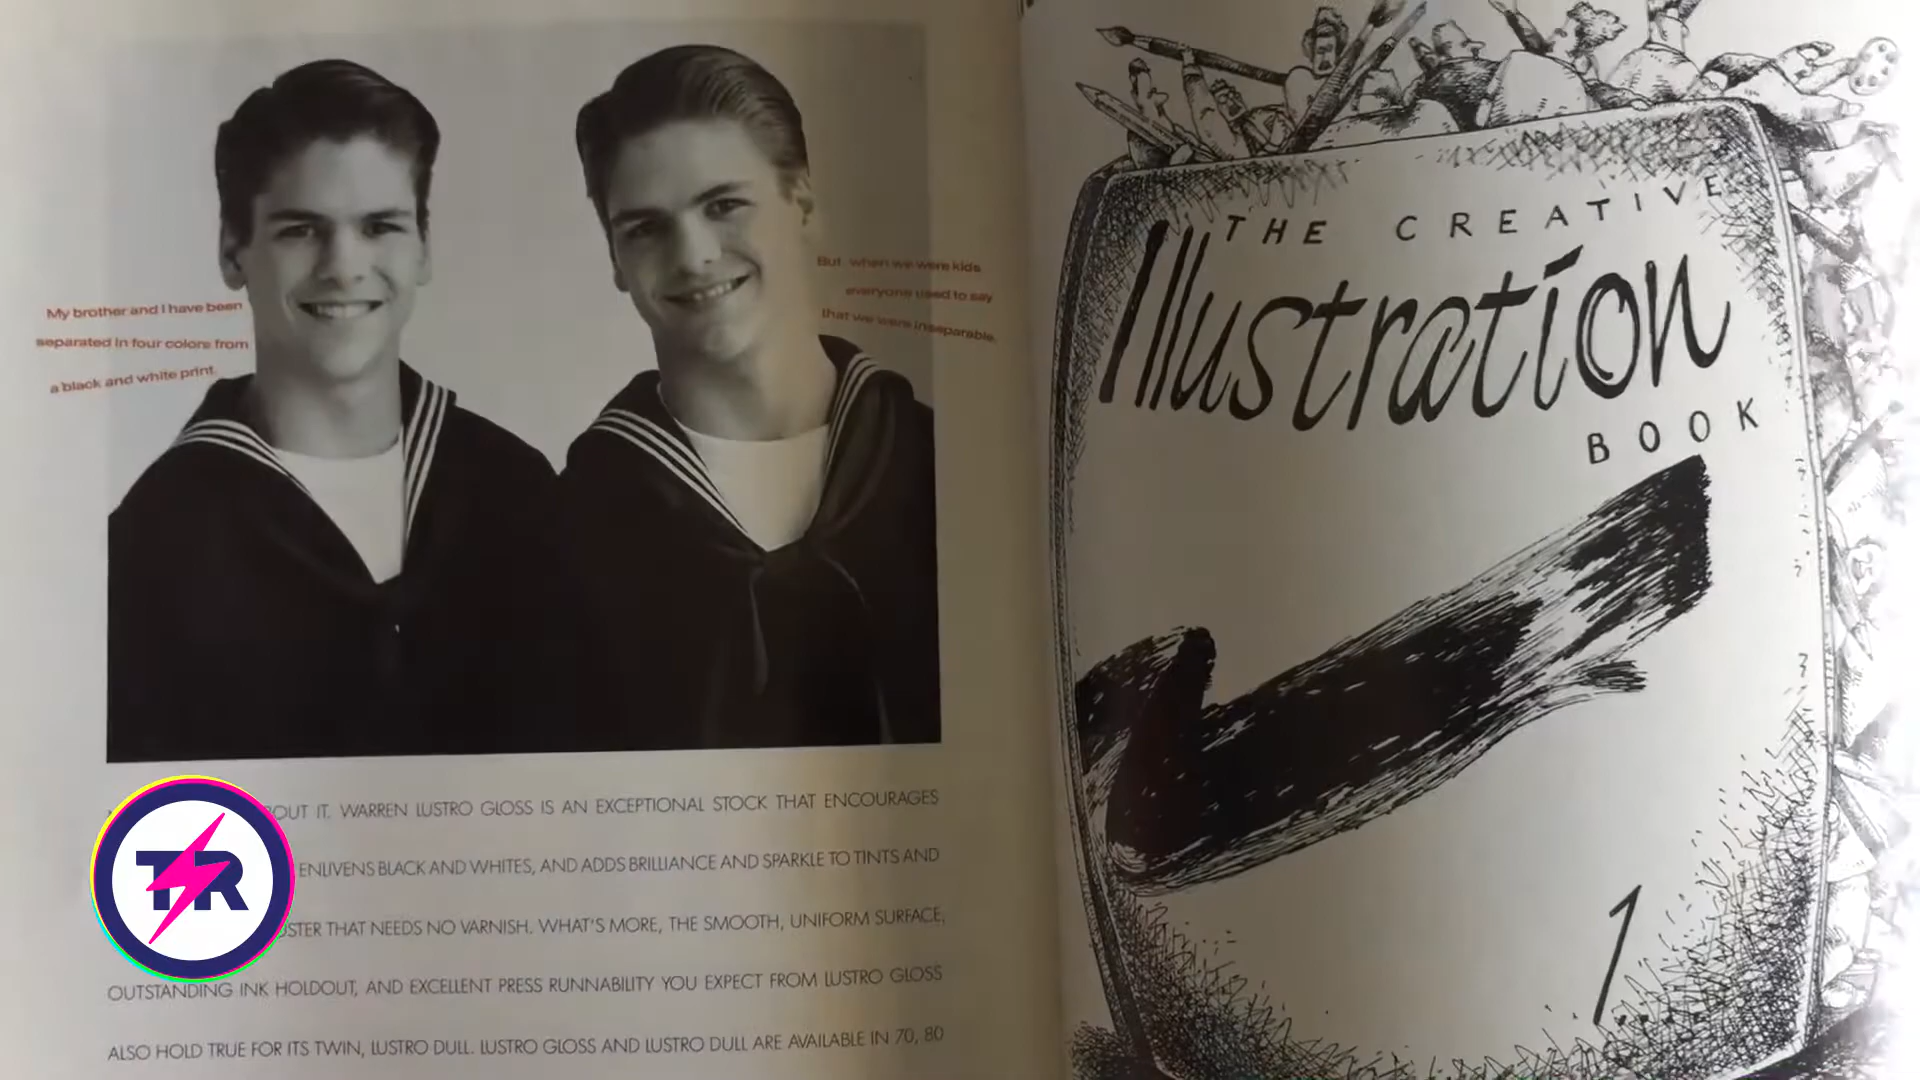 My brother and I have been
separated in four colors from
a black and white print.
But when we were kids
everyone used to say
that we were inseparable.
OUT IT. WARREN LUSTRO GLOSS IS AN EXCEPTIONAL STOCK THAT ENCOURAGES
ENLIVENS BLACK AND WHITES, AND ADDS BRILLIANCE AND SPARKLE TO TINTS AND
STER THAT NEEDS NO VARNISH. WHAT'S MORE, THE SMOOTH, UNIFORM SURFACE,
OUTSTANDING INK HOLDOUT, AND EXCELLENT PRESS RUNNABILITY YOU EXPECT FROM LUSTRO GLOSS
ALSO HOLD TRUE FOR ITS TWIN, LUSTRO DULL. LUSTRO GLOSS AND LUSTRO DULL ARE AVAILABLE IN 70, 80
TR
THE CREATIVE
Illustration
BOOK
1